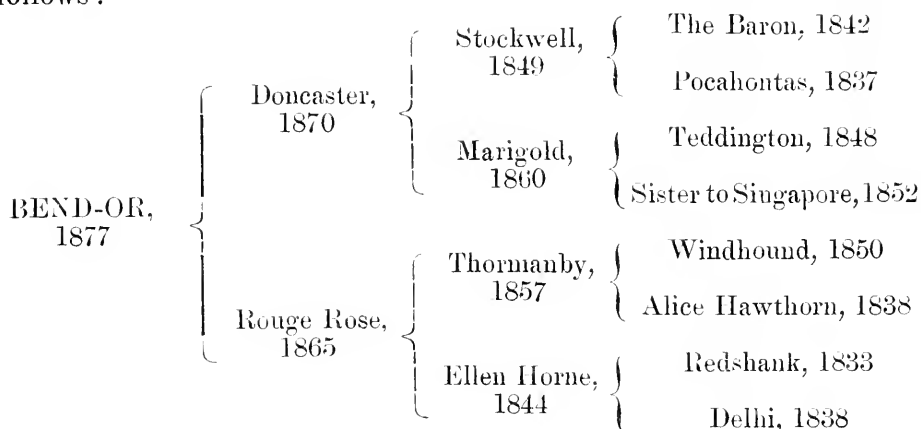 follows:
Stockwell,
1849
The Baron, 1842
Pocahontas, 1837
Doncaster,
1870
Marigold,
1860
Teddington, 1848
Sister to Singapore, 1852
BEND-OR,
1877
Thormanby,
1857
Windhound, 1850
Alice Hawthorn, 1838
Rouge Rose,
1865
Ellen Horne,
1844
Redshank, 1833
Delhi, 1838